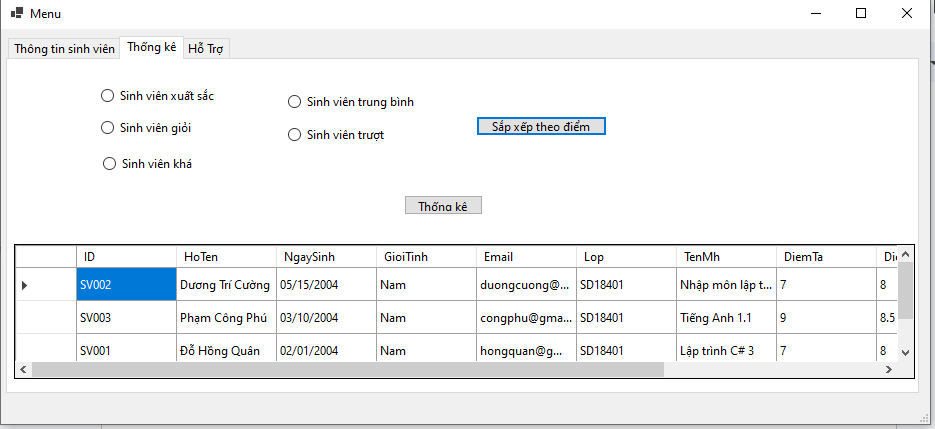 Menu
Thông tin sinh viên Thống kê Hỗ Trợ
Sinh viên xuất sắc
Sinh viên trung bình
Sinh viên giỏi
Sinh viên trượt
Sắp xếp theo điểm
Sinh viên khá
Thống kê
ID HoTen NgaySinh GioiTinh Email Lop TenMh DiemTa
SV002 Dương Trí Cường 05/15/2004 Nam duongcuong@... SD18401 Nhập môn lập t... 7 8
SV003 Phạm Công Phú 03/10/2004 Nam congphu@gma... SD18401 Tiếng Anh 1.1 9 8.5
SV001 Đỗ Hồng Quân 02/01/2004 Nam hongquan@g... SD18401 Lập trình C# 3 7 8